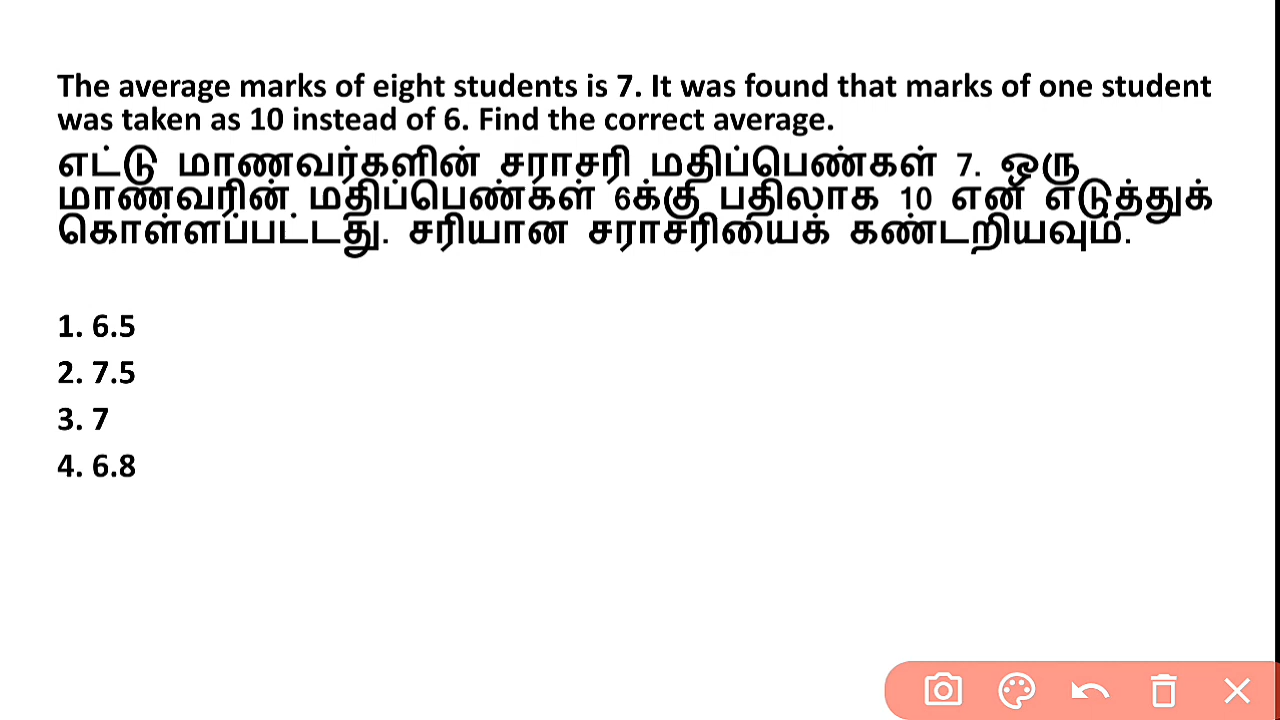 The average marks of eight students is 7. It was found that marks of one student
was taken as 10 instead of 6. Find the correct average.
எட்டு மாணவர்களின் சராசரி மதிப்பெண்கள் 7. ஒரு
மாணவரின் மதிப்பெண்கள் 6க்கு பதிலாக 10 என எடுத்துக்
கொள்ளப்பட்டது. சரியான சராசரியைக் கண்டறியவும்.
1. 6.5
2. 7.5
3. 7
4. 6.8